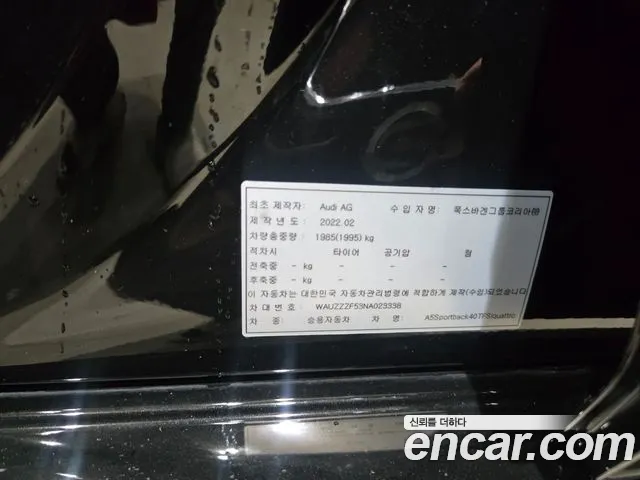 최초 제작자: Audi AG 수 입 자 명: 폭스바겐그룹코리아㈜
제 작 년 도: 2022.02
차량총중량: 1985(1995) kg
적차시 타이어 공기압 림
전축중 - kg - -
후축중 - kg - -
이 자동차는 대한민국 자동차관리법령에 적합하게 제작(수입)되었습니다.
차 대 번 호: WAUZZZF53NA023338
차 종: 승용자동차 차 명: A5Sportback40TFSIquattro
신뢰를 더하다
encar.com